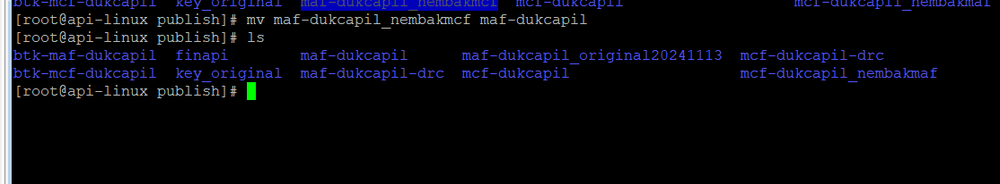 btk-mcf-dukcapil key_original maf-dukcapil_nembakmcf mcf-dukcapil mcf-dukcapil_nembakmaf
[root@api-linux publish]# mv maf-dukcapil_nembakmcf maf-dukcapil
[root@api-linux publish]# ls
btk-maf-dukcapil finapi maf-dukcapil maf-dukcapil_original20241113 mcf-dukcapil-drc
btk-mcf-dukcapil key_original maf-dukcapil-drc mcf-dukcapil mcf-dukcapil_nembakmaf
[root@api-linux publish]#